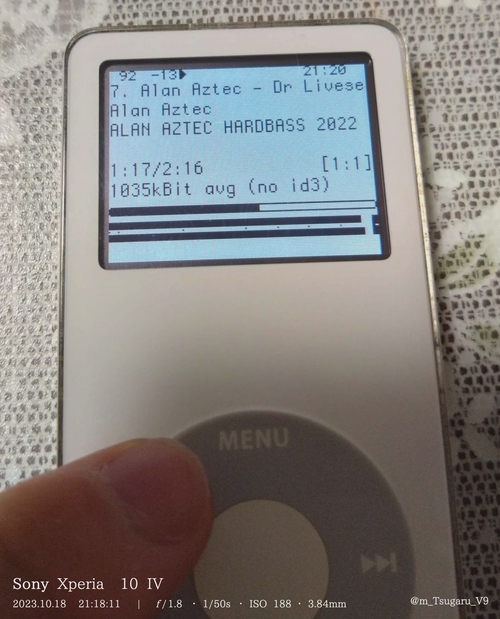 92 -13 21:20
7. Alan Aztec - Dr Livese
Alan Aztec
ALAN AZTEC HARDBASS 2022
1:17/2:16 [1:1]
1035kBit avg (no id3)
MENU
Sony Xperia 10 IV
2023.10.18 21:18:11 | f/1.8 · 1/50s · ISO 188 · 3.84mm
@m_Tsugaru_V9